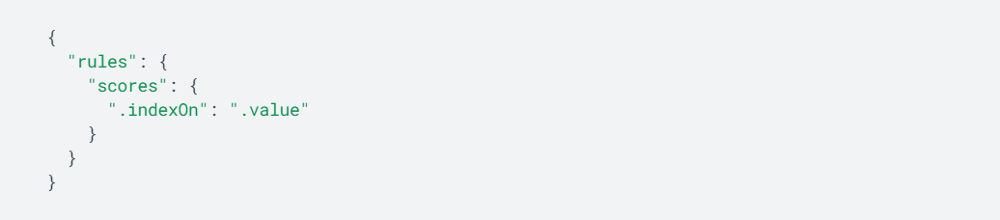 {
  "rules": {
    "scores": {
      ".indexOn": ".value"
    }
  }
}